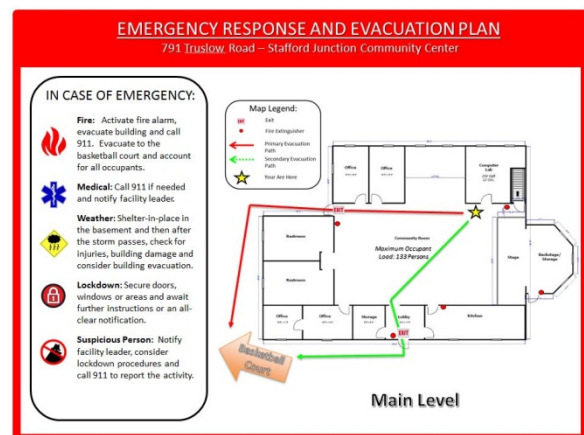 EMERGENCY RESPONSE AND EVACUATION PLAN
791 Truslow Road – Stafford Junction Community Center
IN CASE OF EMERGENCY:
Fire: Activate fire alarm,
evacuate building and call
911. Evacuate to the
basketball court and account
for all occupants.
Medical: Call 911 if needed
and notify facility leader.
Weather: Shelter-in-place
in the basement and then after
the storm passes, check for
injuries, building damage and
consider building evacuation.
Lockdown: Secure doors,
windows or areas and await
further instructions or an all-
clear notification.
Suspicious Person: Notify
facility leader, consider
lockdown procedures and
call 911 to report the activity.
Map Legend:
EXIT
Exit
Fire Extinguisher
Primary Evacuation
Path
Secondary Evacuation
Path
You Are Here
Office
Office
Computer
Lab
EXIT
Community Room
Maximum Occupant
Load: 133 Persons
Stage
Backstage/
Storage
Restroom
Restroom
Office
Office
Storage
Lobby
Kitchen
EXIT
Basketball
Court
Main Level